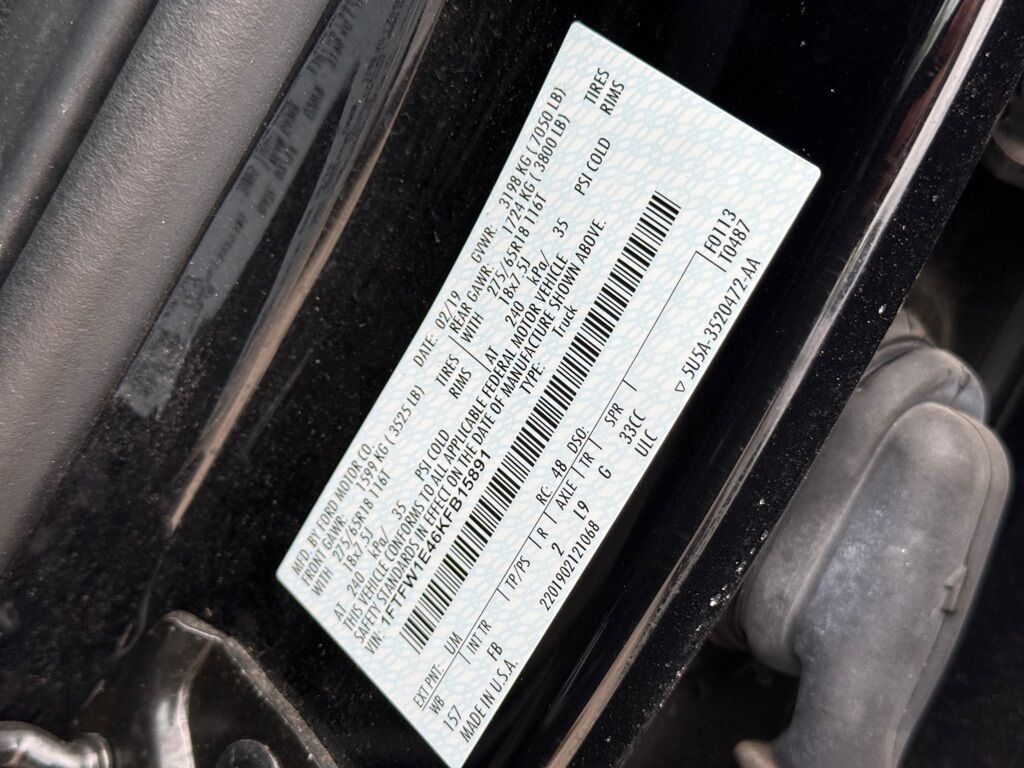 MFD. BY FORD MOTOR CO.
DATE: 02/19 GVWR: 3198 KG ( 7050 LB)
FRONT GAWR: 1599 KG ( 3525 LB) REAR GAWR: 1724 KG ( 3800 LB)
WITH 275/65R18 116T TIRES WITH 275/65R18 116T TIRES
18x7.5J RIMS 18x7.5J RIMS
AT 240 kPa/ 35 PSI COLD AT 240 kPa/ 35 PSI COLD
THIS VEHICLE CONFORMS TO ALL APPLICABLE FEDERAL MOTOR VEHICLE
SAFETY STANDARDS IN EFFECT ON THE DATE OF MANUFACTURE SHOWN ABOVE.
VIN: 1FTFW1E46KFB15891 TYPE: Truck
EXT PNT: UM RC: 48 DSO:
WB INT TR TP/PS R AXLE TR SPR F0113
157 FB 2 L9 G 33CC T0487
MADE IN U.S.A. 2201902121068 ULC
▽ 5U5A-3520472-AA